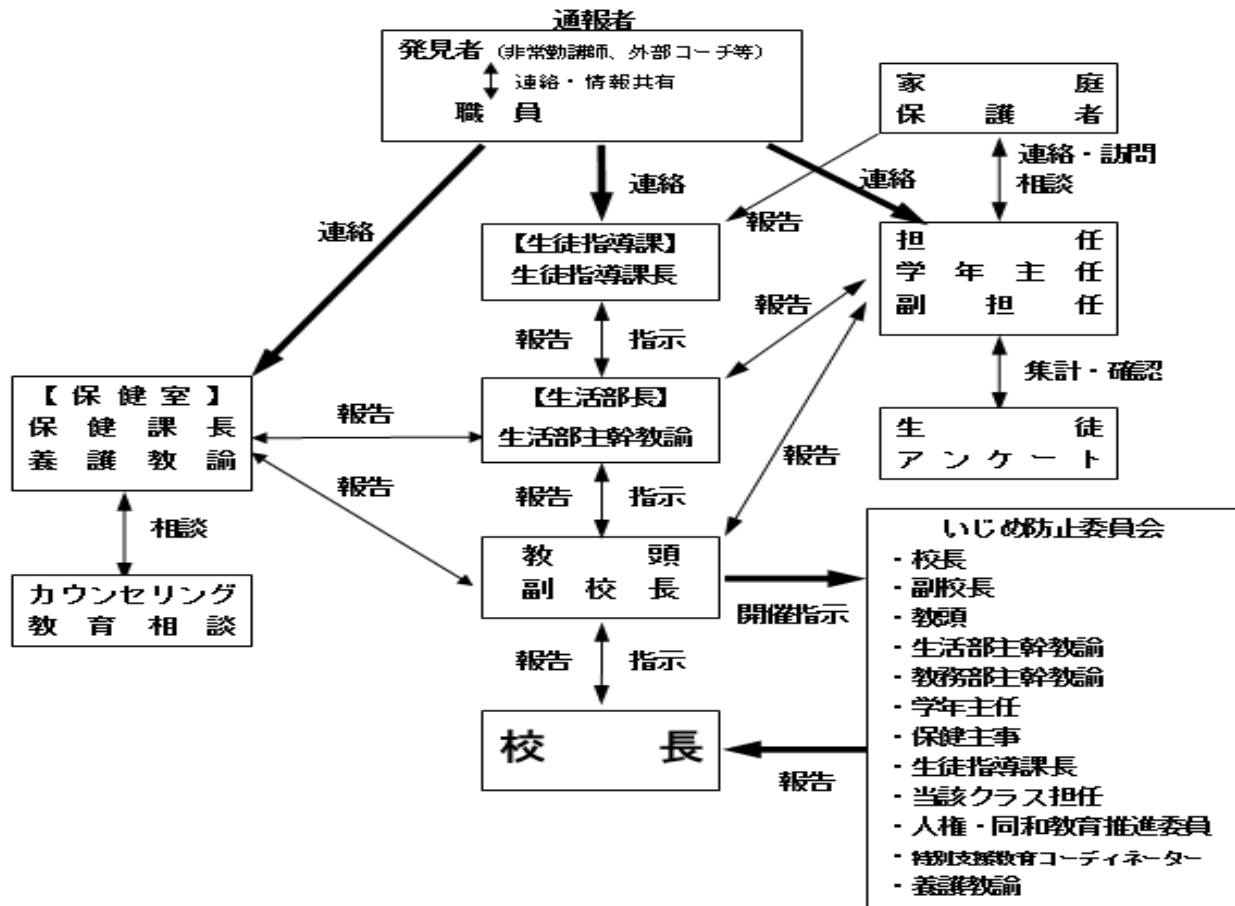 通報者
発見者（非常勤講師、外部コーチ等）
連絡・情報共有
職員
家庭
保護者
連絡・訪問
相談
連絡
連絡
連絡
報告
【生徒指導課】
生徒指導課長
担任
学年主任
副担任
報告
報告 指示
集計・確認
【保健室】
保健課長
養護教諭
報告
【生活部長】
生活部主幹教諭
生徒
アンケート
報告
報告
報告 指示
相談
カウンセリング
教育相談
教頭
副校長
開催指示
報告 指示
校長
報告
いじめ防止委員会
・校長
・副校長
・教頭
・生活部主幹教諭
・教務部主幹教諭
・学年主任
・保健主事
・生徒指導課長
・当該クラス担任
・人権・同和教育推進委員
・特別支援教育コーディネーター
・養護教諭